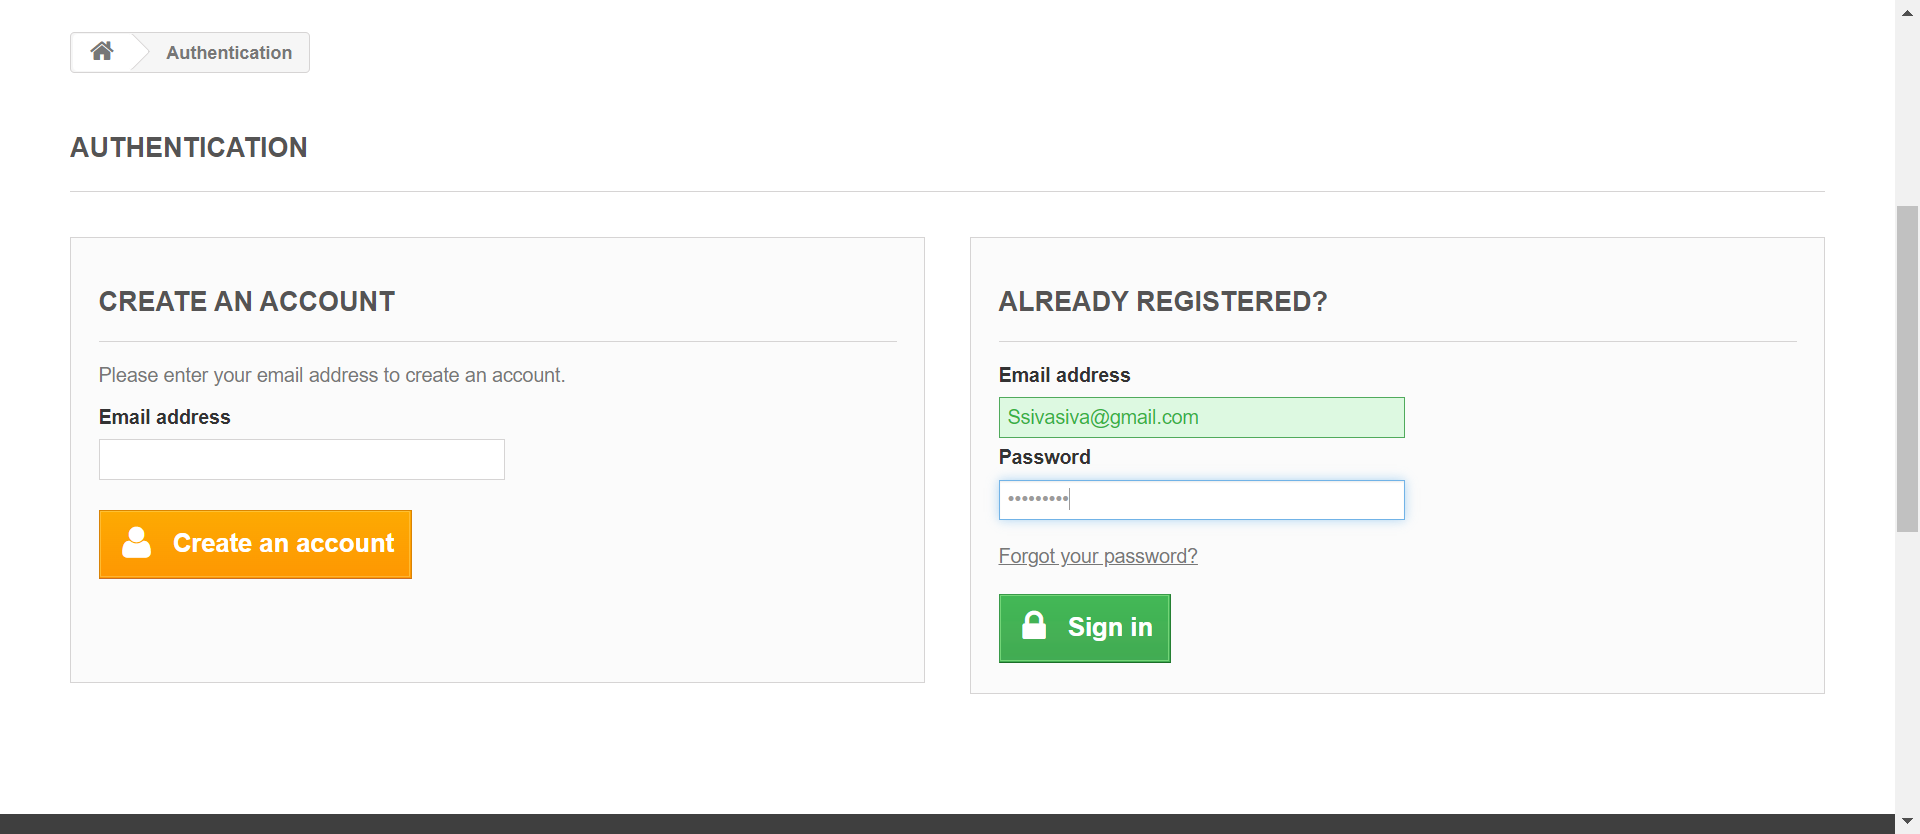 Authentication
AUTHENTICATION
CREATE AN ACCOUNT
Please enter your email address to create an account.
Email address
Create an account
ALREADY REGISTERED?
Email address
Ssivasiva@gmail.com
Password
•••••••••
Forgot your password?
Sign in